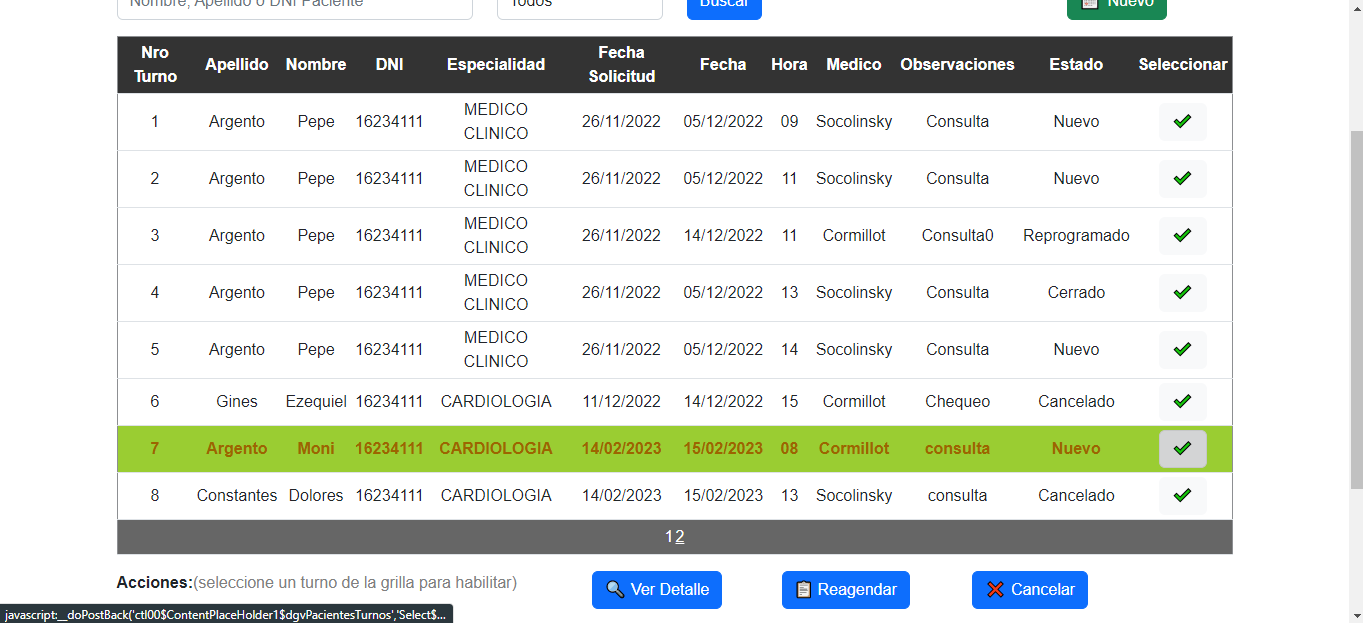 Nombre, Apellido o DNI Paciente Todos Buscar Nuevo
Nro Turno Apellido Nombre DNI Especialidad Fecha Solicitud Fecha Hora Medico Observaciones Estado Seleccionar
1 Argento Pepe 16234111 MEDICO CLINICO 26/11/2022 05/12/2022 09 Socolinsky Consulta Nuevo
2 Argento Pepe 16234111 MEDICO CLINICO 26/11/2022 05/12/2022 11 Socolinsky Consulta Nuevo
3 Argento Pepe 16234111 MEDICO CLINICO 26/11/2022 14/12/2022 11 Cormillot Consulta0 Reprogramado
4 Argento Pepe 16234111 MEDICO CLINICO 26/11/2022 05/12/2022 13 Socolinsky Consulta Cerrado
5 Argento Pepe 16234111 MEDICO CLINICO 26/11/2022 05/12/2022 14 Socolinsky Consulta Nuevo
6 Gines Ezequiel 16234111 CARDIOLOGIA 11/12/2022 14/12/2022 15 Cormillot Chequeo Cancelado
7 Argento Moni 16234111 CARDIOLOGIA 14/02/2023 15/02/2023 08 Cormillot consulta Nuevo
8 Constantes Dolores 16234111 CARDIOLOGIA 14/02/2023 15/02/2023 13 Socolinsky consulta Cancelado
1 2
Acciones:(seleccione un turno de la grilla para habilitar) Ver Detalle Reagendar Cancelar
javascript:__doPostBack('ctl00$ContentPlaceHolder1$dgvPacientesTurnos','Select$...